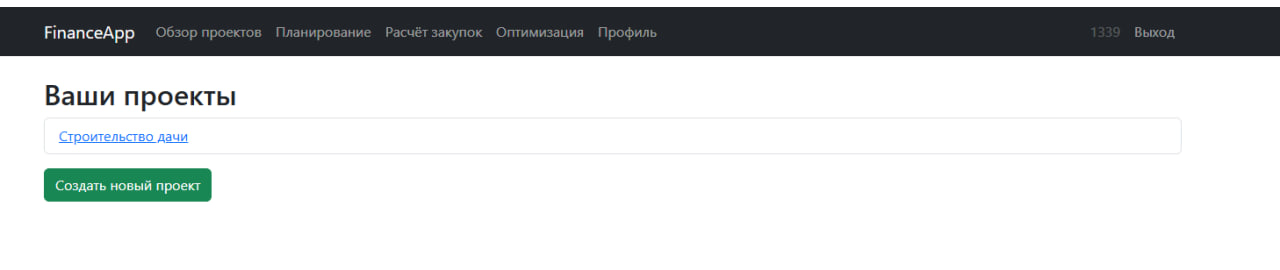 FinanceApp Обзор проектов Планирование Расчёт закупок Оптимизация Профиль 1339 Выход
Ваши проекты
Строительство дачи
Создать новый проект